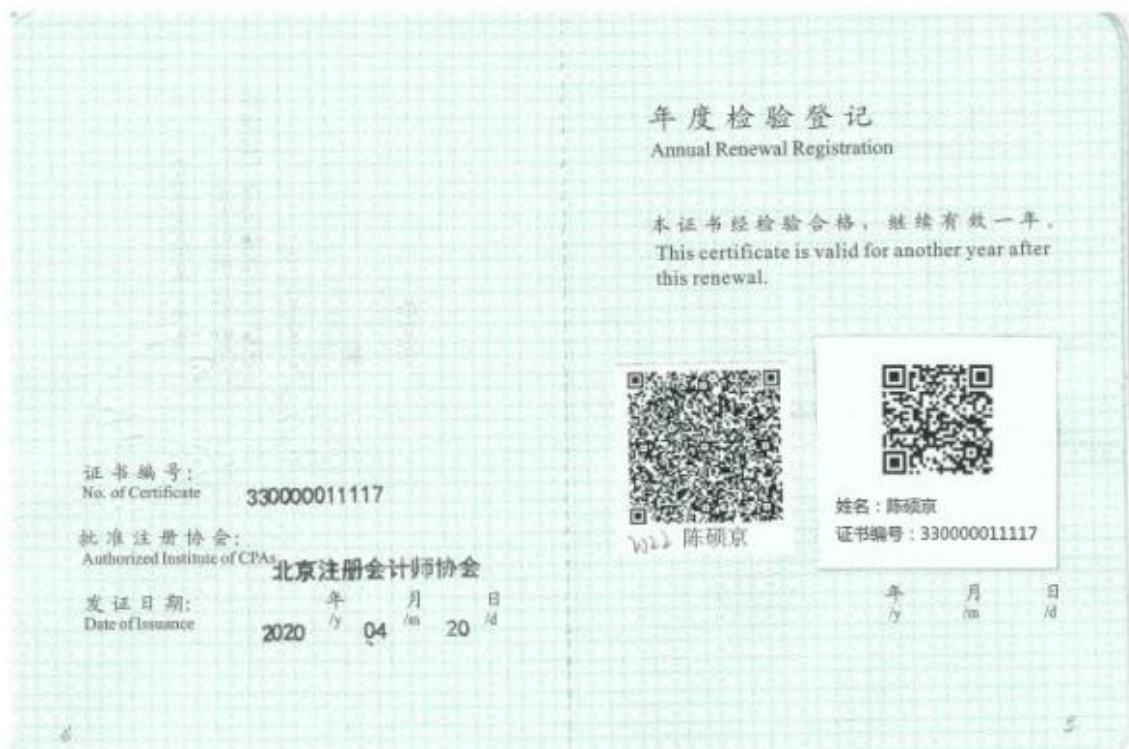 证书编号:
No. of Certificate
330000011117
批准注册协会:
Authorized Institute of CPAs
北京注册会计师协会
发证日期:
Date of Issuance
年 月 日
/y /m /d
2020 04 20
6
年度检验登记
Annual Renewal Registration
本证书经检验合格，继续有效一年。
This certificate is valid for another year after
this renewal.
2022 陈硕京
姓名：陈硕京
证书编号：330000011117
年 月 日
/y /m /d
5